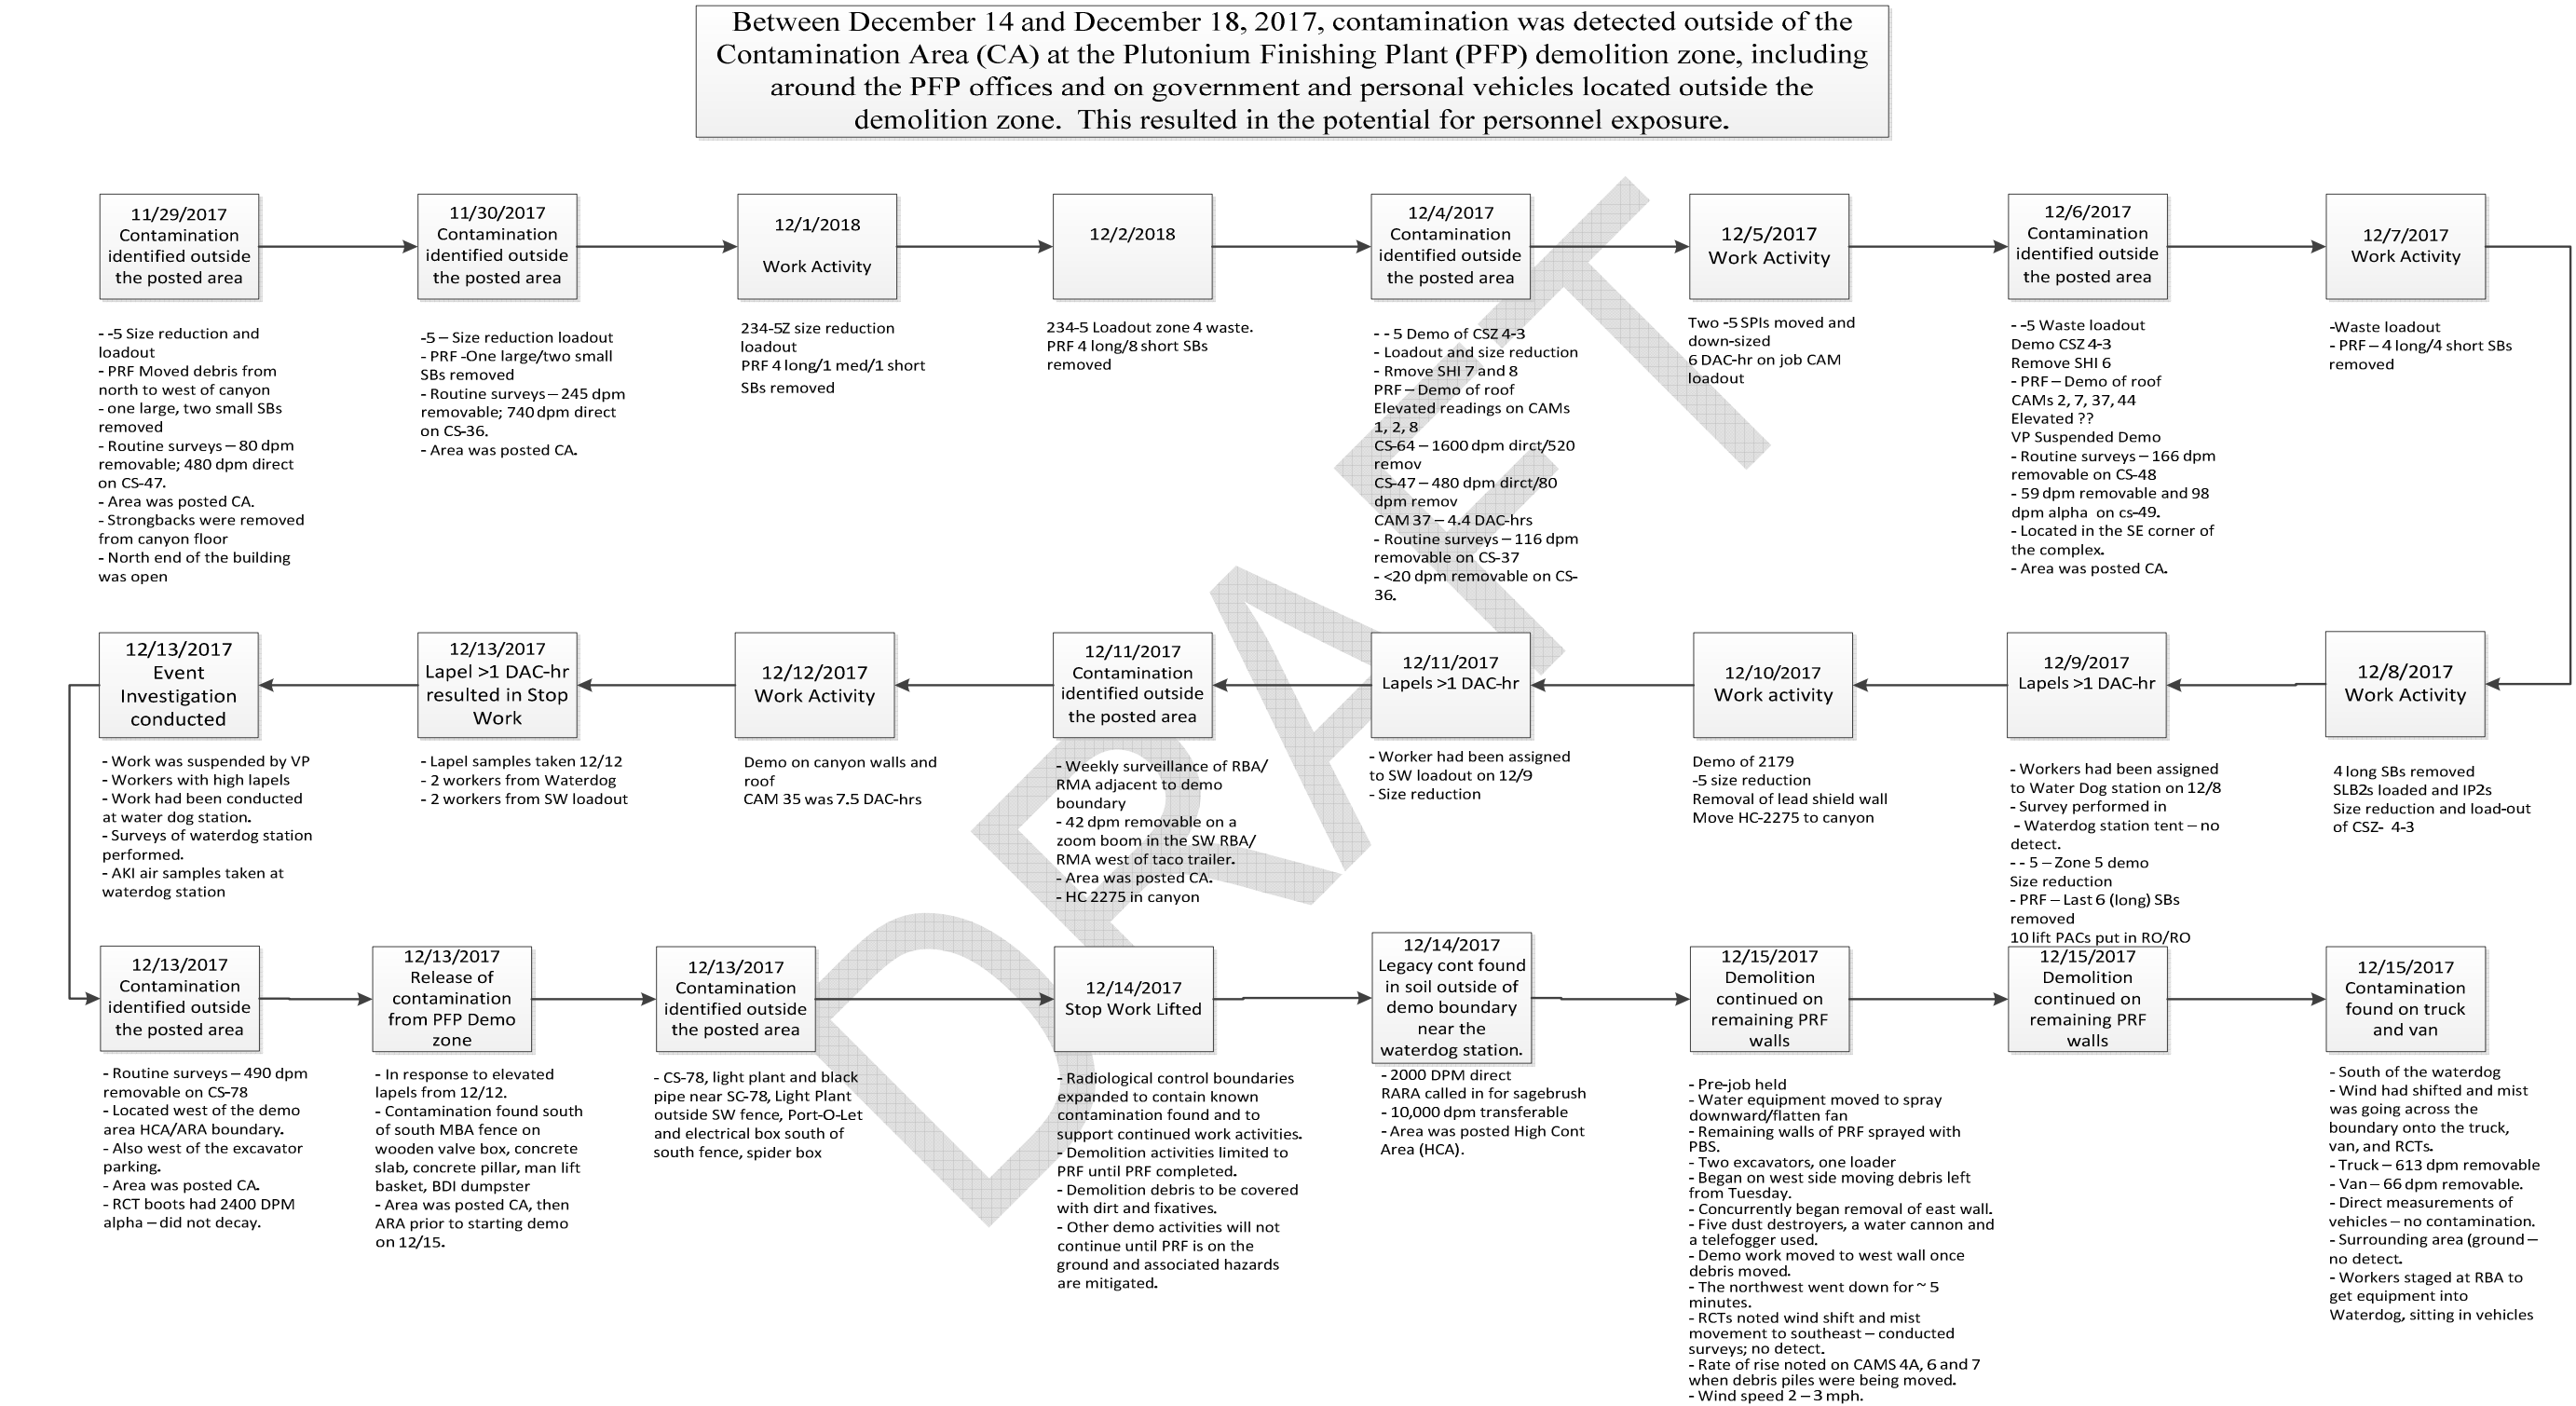 Between December 14 and December 18, 2017, contamination was detected outside of the
Contamination Area (CA) at the Plutonium Finishing Plant (PFP) demolition zone, including
around the PFP offices and on government and personal vehicles located outside the
demolition zone.  This resulted in the potential for personnel exposure.
11/29/2017
Contamination
identified outside
the posted area
- -5 Size reduction and
loadout
- PRF Moved debris from
north to west of canyon
- one large, two small SBs
removed
- Routine surveys – 80 dpm
removable; 480 dpm direct
on CS-47.
- Area was posted CA.
- Strongbacks were removed
from canyon floor
- North end of the building
was open
11/30/2017
Contamination
identified outside
the posted area
-5 – Size reduction loadout
- PRF -One large/two small
SBs removed
- Routine surveys – 245 dpm
removable; 740 dpm direct
on CS-36.
- Area was posted CA.
12/1/2018
Work Activity
234-5Z size reduction
loadout
PRF 4 long/1 med/1 short
SBs removed
12/2/2018
234-5 Loadout zone 4 waste.
PRF 4 long/8 short SBs
removed
12/4/2017
Contamination
identified outside
the posted area
- - 5 Demo of CSZ 4-3
- Loadout and size reduction
- Rmove SHI 7 and 8
PRF – Demo of roof
Elevated readings on CAMs
1, 2, 8
CS-64 – 1600 dpm dirct/520
remov
CS-47 – 480 dpm dirct/80
dpm remov
CAM 37 – 4.4 DAC-hrs
- Routine surveys – 116 dpm
removable on CS-37
- <20 dpm removable on CS-
36.
12/5/2017
Work Activity
Two -5 SPIs moved and
down-sized
6 DAC-hr on job CAM
loadout
12/6/2017
Contamination
identified outside
the posted area
- -5 Waste loadout
Demo CSZ 4-3
Remove SHI 6
- PRF – Demo of roof
CAMs 2, 7, 37, 44
Elevated ??
VP Suspended Demo
- Routine surveys – 166 dpm
removable on CS-48
- 59 dpm removable and 98
dpm alpha  on cs-49.
- Located in the SE corner of
the complex.
- Area was posted CA.
12/7/2017
Work Activity
-Waste loadout
- PRF – 4 long/4 short SBs
removed
12/13/2017
Event
Investigation
conducted
- Work was suspended by VP
- Workers with high lapels
- Work had been conducted
at water dog station.
- Surveys of waterdog station
performed.
- AKI air samples taken at
waterdog station
12/13/2017
Lapel >1 DAC-hr
resulted in Stop
Work
- Lapel samples taken 12/12
- 2 workers from Waterdog
- 2 workers from SW loadout
12/12/2017
Work Activity
Demo on canyon walls and
roof
CAM 35 was 7.5 DAC-hrs
12/11/2017
Contamination
identified outside
the posted area
- Weekly surveillance of RBA/
RMA adjacent to demo
boundary
- 42 dpm removable on a
zoom boom in the SW RBA/
RMA west of taco trailer.
- Area was posted CA.
- HC 2275 in canyon
12/11/2017
Lapels >1 DAC-hr
- Worker had been assigned
to SW loadout on 12/9
- Size reduction
12/10/2017
Work activity
Demo of 2179
-5 size reduction
Removal of lead shield wall
Move HC-2275 to canyon
12/9/2017
Lapels >1 DAC-hr
- Workers had been assigned
to Water Dog station on 12/8
- Survey performed in
- Waterdog station tent – no
detect.
- - 5 – Zone 5 demo
Size reduction
- PRF – Last 6 (long) SBs
removed
10 lift PACs put in RO/RO
12/8/2017
Work Activity
4 long SBs removed
SLB2s loaded and IP2s
Size reduction and load-out
of CSZ-  4-3
12/13/2017
Contamination
identified outside
the posted area
- Routine surveys – 490 dpm
removable on CS-78
- Located west of the demo
area HCA/ARA boundary.
- Also west of the excavator
parking.
- Area was posted CA.
- RCT boots had 2400 DPM
alpha – did not decay.
12/13/2017
Release of
contamination
from PFP Demo
zone
- In response to elevated
lapels from 12/12.
- Contamination found south
of south MBA fence on
wooden valve box, concrete
slab, concrete pillar, man lift
basket, BDI dumpster
- Area was posted CA, then
ARA prior to starting demo
on 12/15.
12/13/2017
Contamination
identified outside
the posted area
- CS-78, light plant and black
pipe near SC-78, Light Plant
outside SW fence, Port-O-Let
and electrical box south of
south fence, spider box
12/14/2017
Stop Work Lifted
- Radiological control boundaries
expanded to contain known
contamination found and to
support continued work activities.
- Demolition activities limited to
PRF until PRF completed.
- Demolition debris to be covered
with dirt and fixatives.
- Other demo activities will not
continue until PRF is on the
ground and associated hazards
are mitigated.
12/14/2017
Legacy cont found
in soil outside of
demo boundary
near the
waterdog station.
- 2000 DPM direct
RARA called in for sagebrush
- 10,000 dpm transferable
- Area was posted High Cont
Area (HCA).
12/15/2017
Demolition
continued on
remaining PRF
walls
- Pre-job held
- Water equipment moved to spray
downward/flatten fan
- Remaining walls of PRF sprayed with
PBS.
- Two excavators, one loader
- Began on west side moving debris left
from Tuesday.
- Concurrently began removal of east wall.
- Five dust destroyers, a water cannon and
a telefogger used.
- Demo work moved to west wall once
debris moved.
- The northwest went down for ~ 5
minutes.
- RCTs noted wind shift and mist
movement to southeast – conducted
surveys; no detect.
- Rate of rise noted on CAMS 4A, 6 and 7
when debris piles were being moved.
- Wind speed 2 – 3 mph.
12/15/2017
Demolition
continued on
remaining PRF
walls
12/15/2017
Contamination
found on truck
and van
- South of the waterdog
- Wind had shifted and mist
was going across the
boundary onto the truck,
van, and RCTs.
- Truck – 613 dpm removable
- Van – 66 dpm removable.
- Direct measurements of
vehicles – no contamination.
- Surrounding area (ground –
no detect.
- Workers staged at RBA to
get equipment into
Waterdog, sitting in vehicles
DRAFT